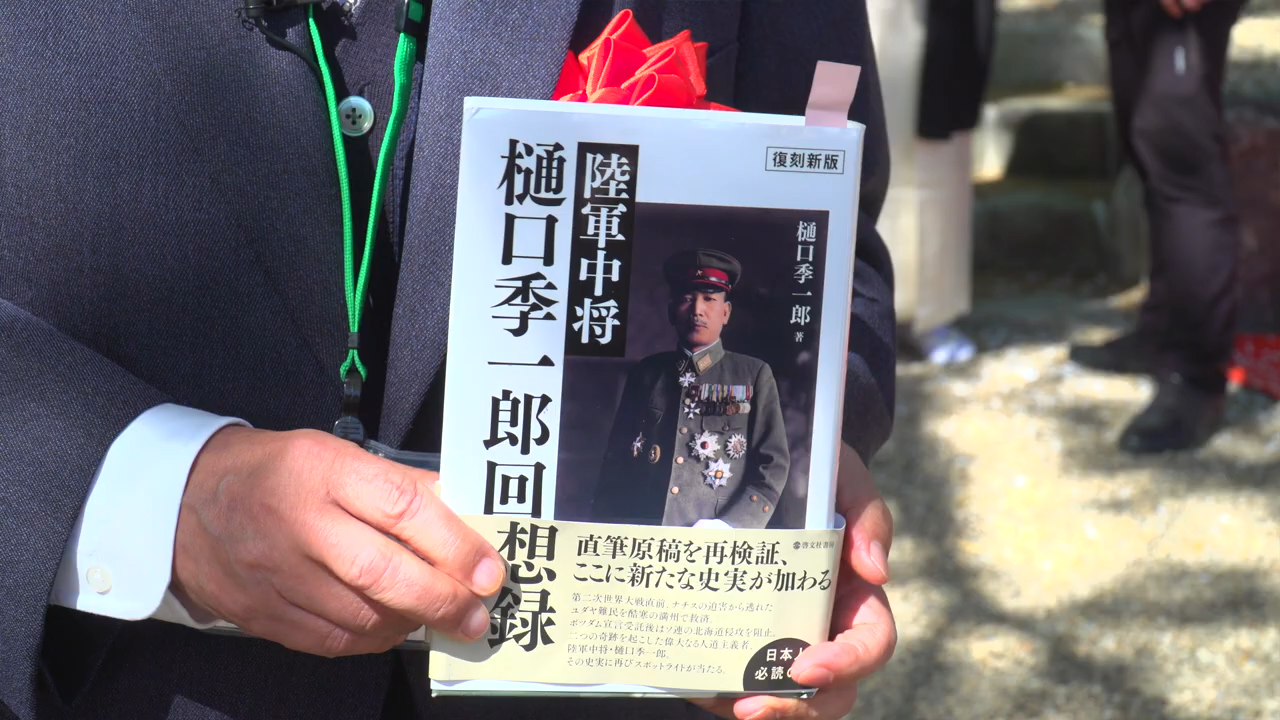 復刻新版
陸軍中将
樋口季一郎回想録
樋口季一郎 著
直筆原稿を再検証、
ここに新たな史実が加わる
啓文社書房
第二次世界大戦直前、ナチスの迫害から逃れた
ユダヤ難民を酷寒の満州で救済。
ポツダム宣言受託後はソ連の北海道侵攻を阻止。
二つの奇跡を起こした偉大なる人道主義者、
陸軍中将・樋口季一郎。
その史実に再びスポットライトが当たる。
日本人
必読の